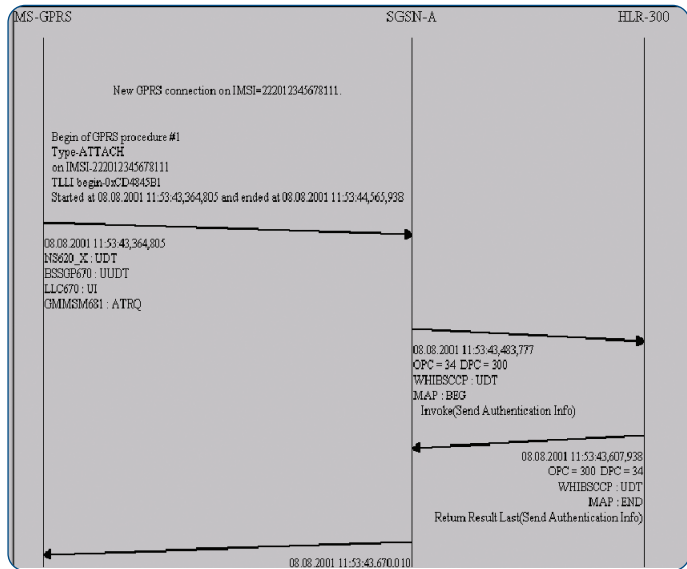 MS-GPRS SGSN-A HLR-300
New GPRS connection on IMSI=222012345678111.
Begin of GPRS procedure #1
Type-ATTACH
on IMSI-222012345678111
TLLI begin-0xCD4845B1
Started at 08.08.2001 11:53:43,364,805 and ended at 08.08.2001 11:53:44,565,938
08.08.2001 11:53:43,364,805
NS620_X : UDT
BSSGP670 : UUDT
LLC670 : UI
GMMSM681 : ATRQ
08.08.2001 11:53:43,483,777
OPC = 34 DPC = 300
WHIBSCCP : UDT
MAP : BEG
Invoke(Send Authentication Info)
08.08.2001 11:53:43,607,938
OPC = 300 DPC = 34
WHIBSCCP : UDT
MAP : END
Return Result Last(Send Authentication Info)
08.08.2001 11:53:43,670,010